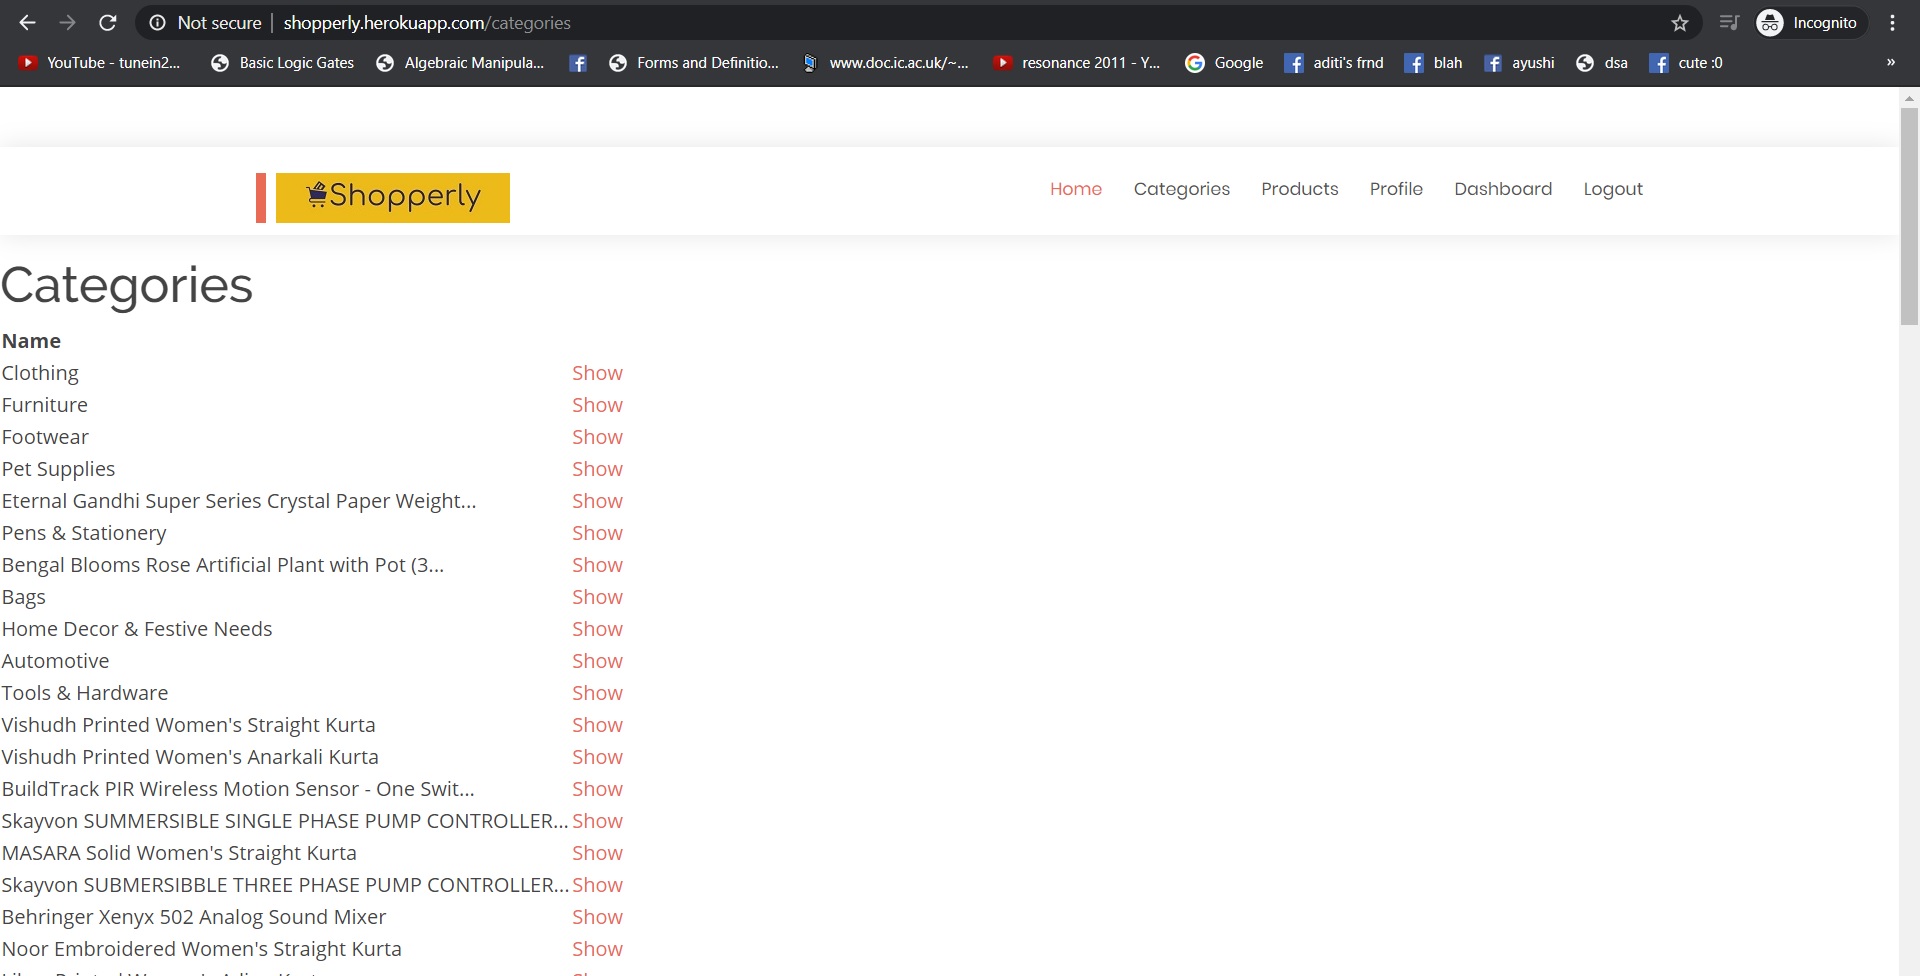 Not secure | shopperly.herokuapp.com/categories
Incognito
YouTube - tunein2... Basic Logic Gates Algebraic Manipula... Forms and Definitio... www.doc.ic.ac.uk/~... resonance 2011 - Y... Google aditi's frnd blah ayushi dsa cute :0 »
Shopperly
Home Categories Products Profile Dashboard Logout
Categories
Name
Clothing Show
Furniture Show
Footwear Show
Pet Supplies Show
Eternal Gandhi Super Series Crystal Paper Weight... Show
Pens & Stationery Show
Bengal Blooms Rose Artificial Plant with Pot (3... Show
Bags Show
Home Decor & Festive Needs Show
Automotive Show
Tools & Hardware Show
Vishudh Printed Women's Straight Kurta Show
Vishudh Printed Women's Anarkali Kurta Show
BuildTrack PIR Wireless Motion Sensor - One Swit... Show
Skayvon SUMMERSIBLE SINGLE PHASE PUMP CONTROLLER... Show
MASARA Solid Women's Straight Kurta Show
Skayvon SUBMERSIBBLE THREE PHASE PUMP CONTROLLER... Show
Behringer Xenyx 502 Analog Sound Mixer Show
Noor Embroidered Women's Straight Kurta Show